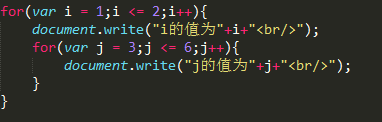 for(var i = 1;i <= 2;i++){
    document.write("i的值为"+i+"<br/>");
    for(var j = 3;j <= 6;j++){
        document.write("j的值为"+j+"<br/>");
    }
}